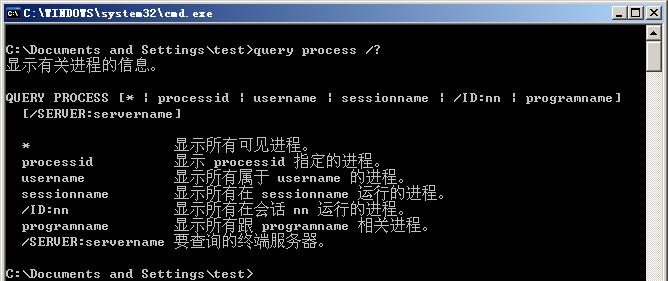 C:\WINDOWS\system32\cmd.exe
C:\Documents and Settings\test>query process /?
显示有关进程的信息。
QUERY PROCESS [* | processid | username | sessionname | /ID:nn | programname]
[/SERVER:servername]
* 显示所有可见进程。
processid 显示 processid 指定的进程。
username 显示所有属于 username 的进程。
sessionname 显示所有在 sessionname 运行的进程。
/ID:nn 显示所有在会话 nn 运行的进程。
programname 显示所有跟 programname 相关进程。
/SERVER:servername 要查询的终端服务器。
C:\Documents and Settings\test>